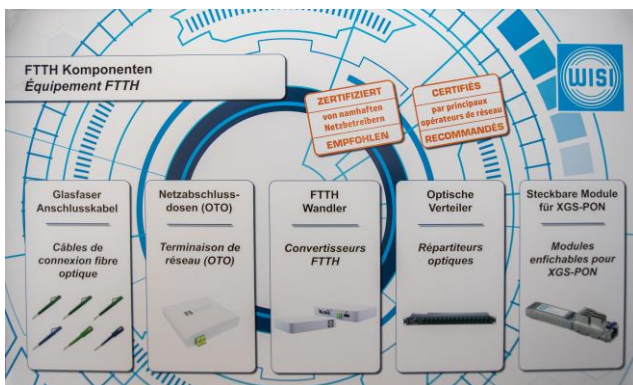 FTTH Komponenten
Équipement FTTH
WISI
ZERTIFIZIERT
von namhaften
Netzbetreibern
EMPFOHLEN
CERTIFIÉS
par principaux
opérateurs de réseau
RECOMMANDÉS
Glasfaser
Anschlusskabel
Câbles de
connexion fibre
optique
Netzabschluss-
dosen (OTO)
Terminaison de
réseau (OTO)
FTTH
Wandler
Convertisseurs
FTTH
Optische
Verteiler
Répartiteurs
optiques
Steckbare Module
für XGS-PON
Modules
enfichables pour
XGS-PON